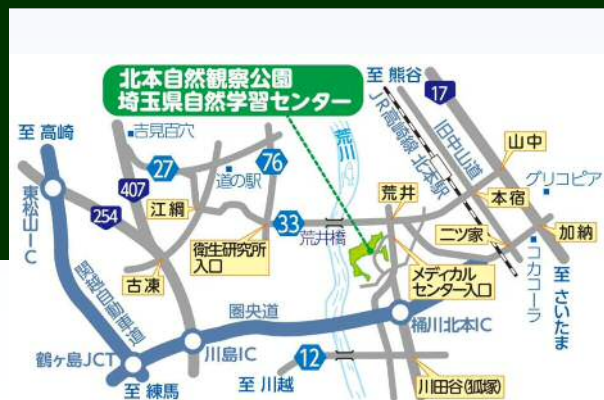 北本自然観察公園
埼玉県自然学習センター
至 熊谷
17
至 高崎
吉見百穴
荒川
JR高崎線 北本駅
旧中山道
山中
27
76
道の駅
グリコピア
407
254
東松山IC
江綱
荒井
本宿
33
荒井橋
衛生研究所
入口
二ツ家
加納
古凍
メディカル
センター入口
コカコーラ
至 さいたま
関越自動車道
圏央道
桶川北本IC
鶴ヶ島JCT
川島IC
12
至 練馬
至 川越
川田谷(狐塚)